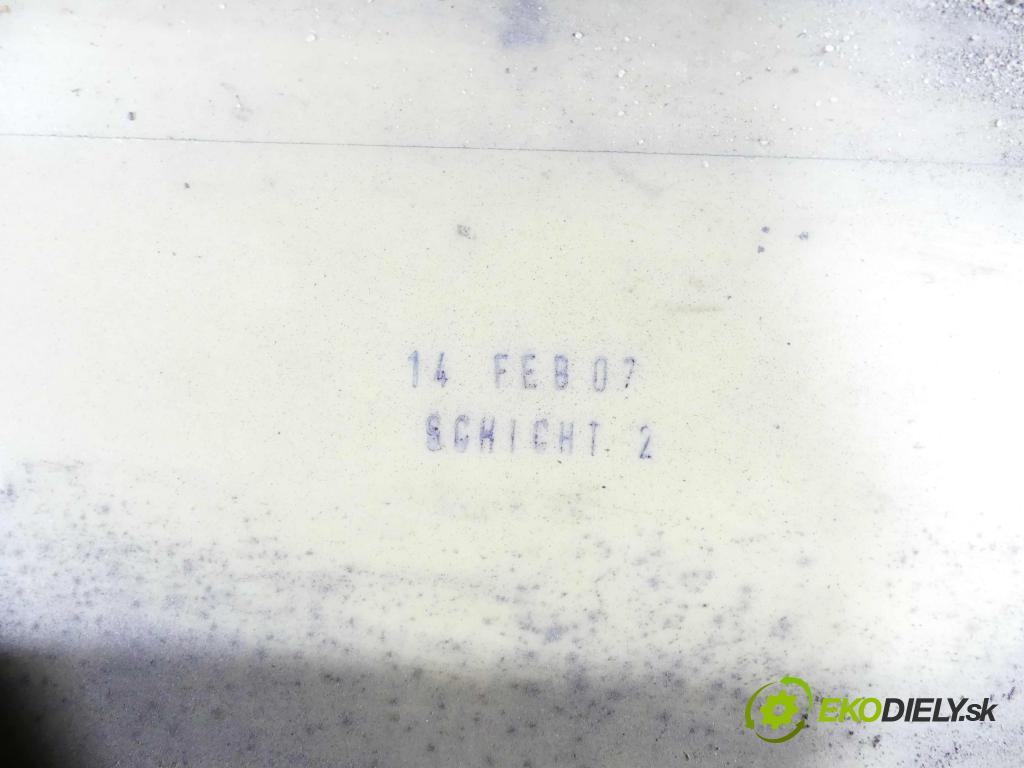 14 FEB 07
SCHICHT 2
EKODIELY.sk